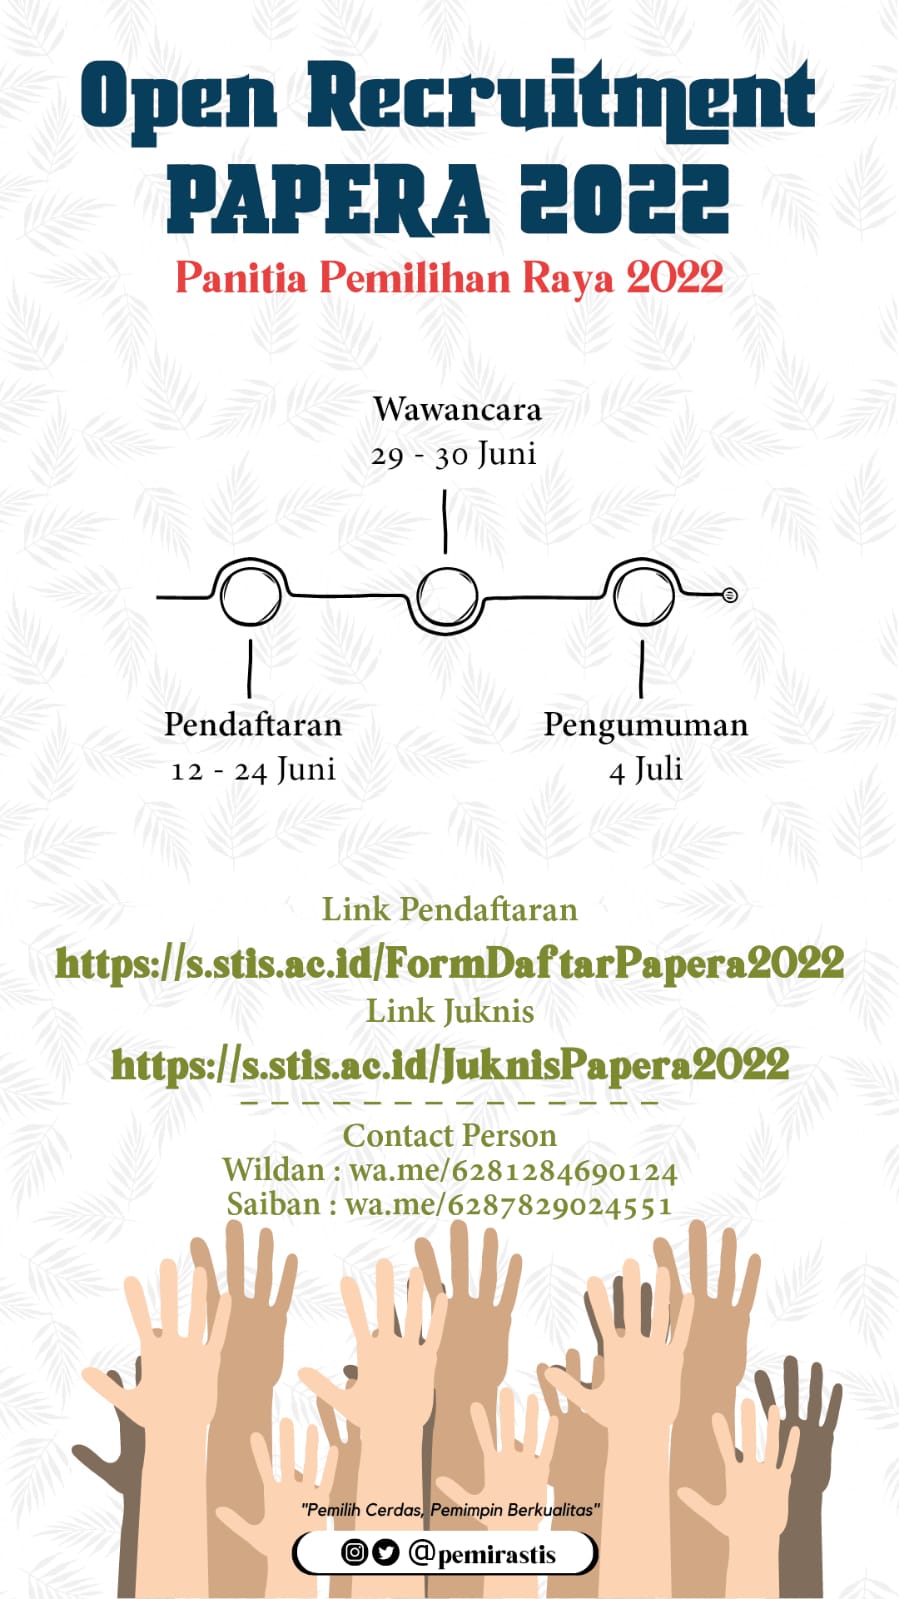 Open Recruitment
PAPERA 2022
Panitia Pemilihan Raya 2022
Wawancara
29 - 30 Juni
Pendaftaran
12 - 24 Juni
Pengumuman
4 Juli
Link Pendaftaran
https://s.stis.ac.id/FormDaftarPapera2022
Link Juknis
https://s.stis.ac.id/JuknisPapera2022
Contact Person
Wildan : wa.me/6281284690124
Saiban : wa.me/6287829024551
"Pemilih Cerdas, Pemimpin Berkualitas"
@pemirastis